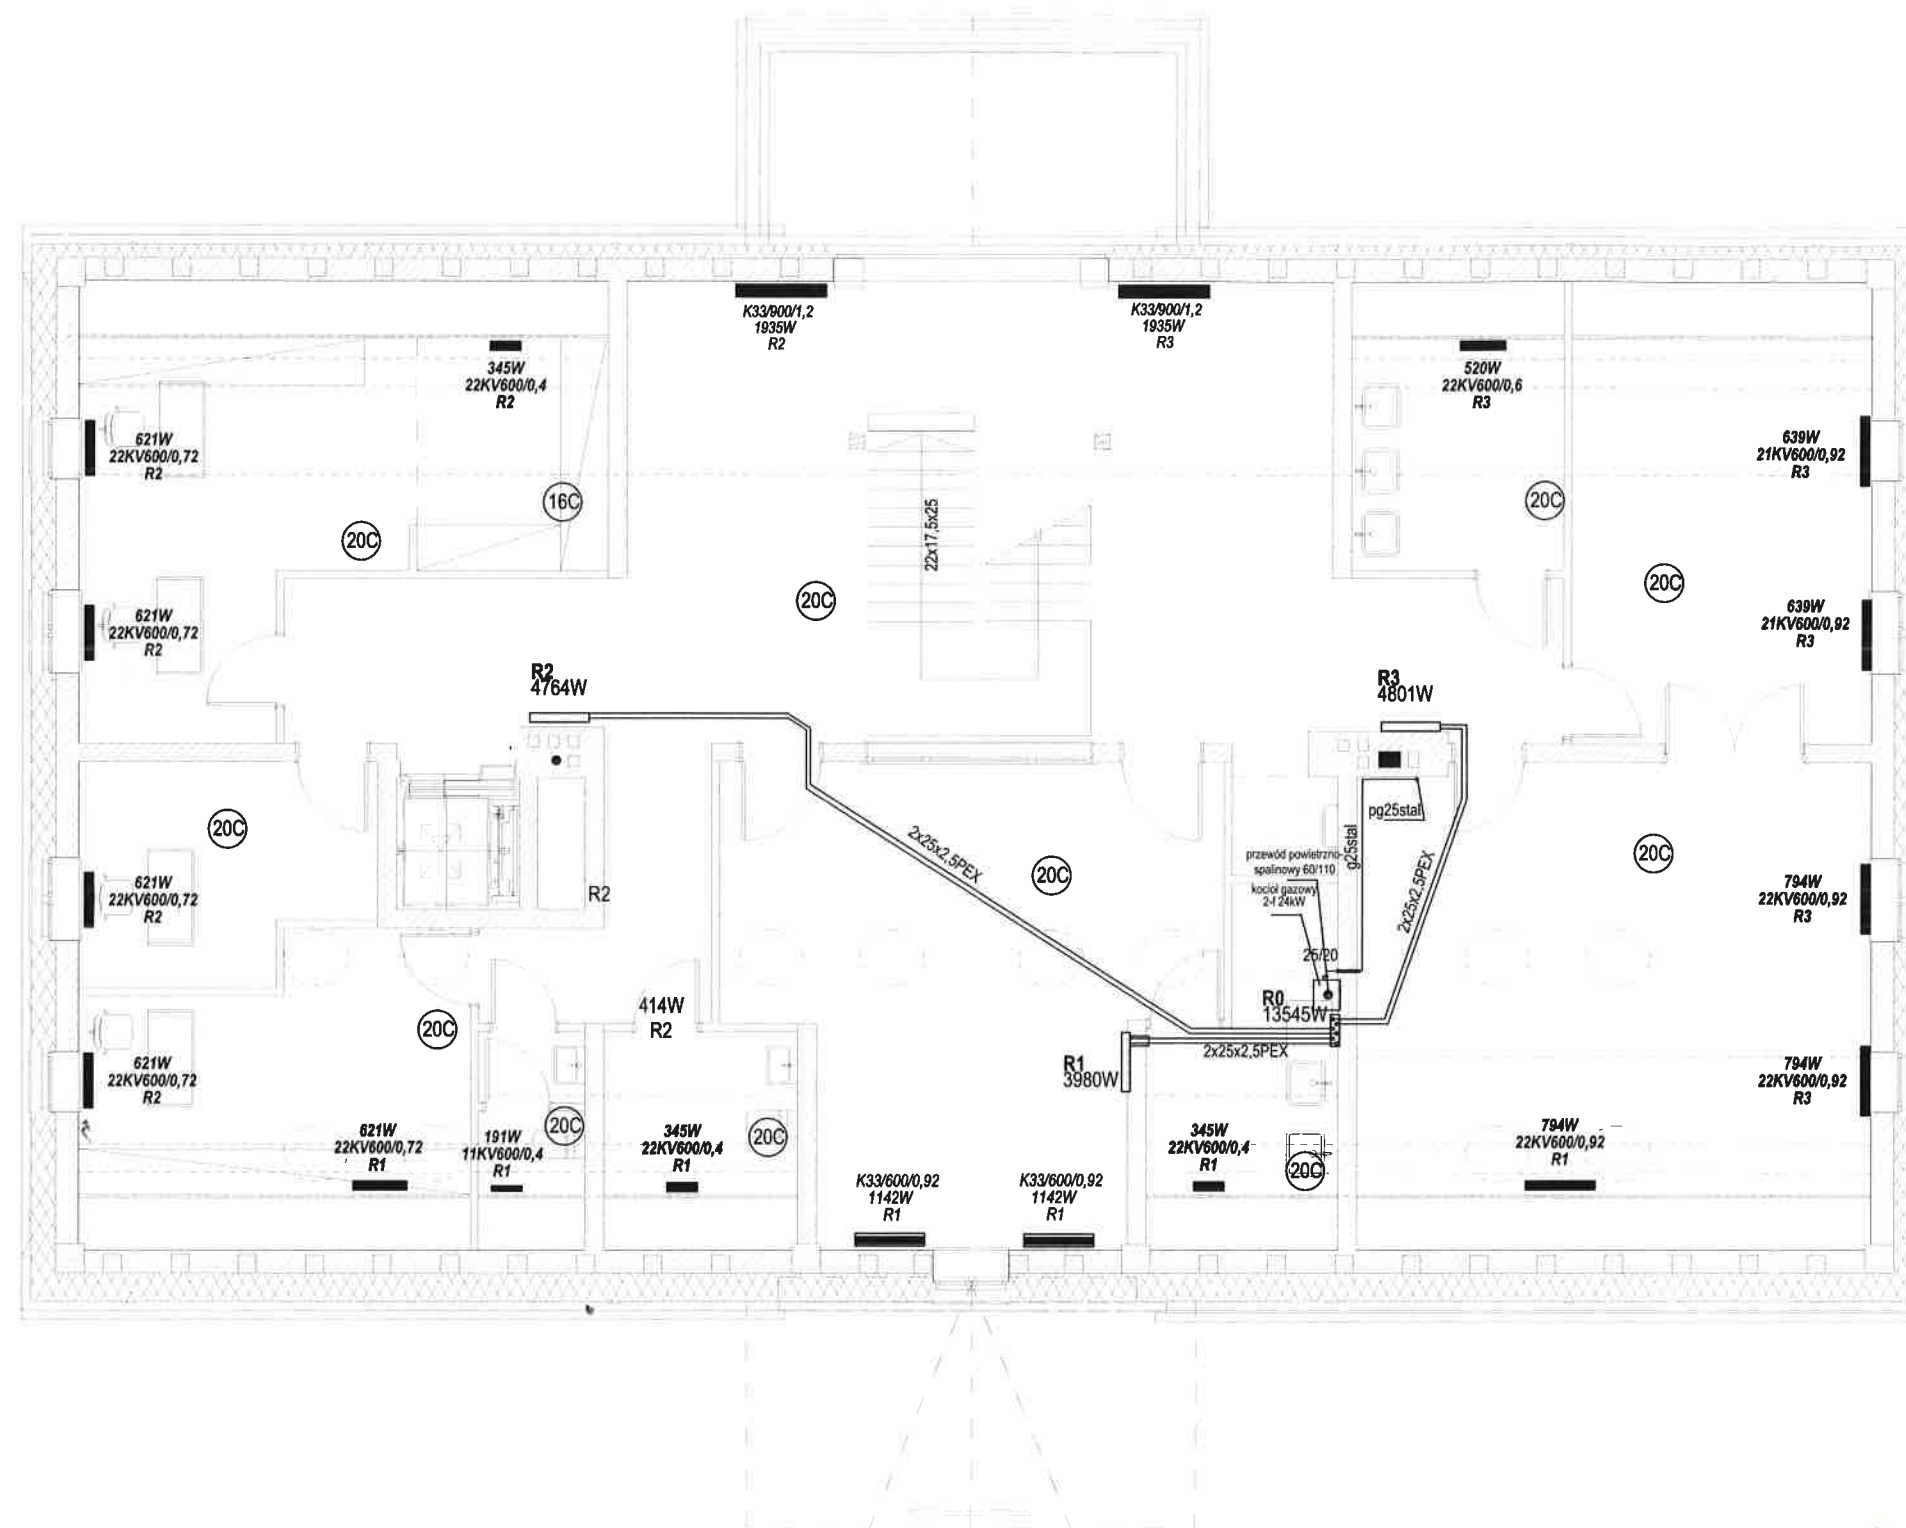 K33/900/1,2
1935W
R2
K33/900/1,2
1935W
R3
345W
22KV600/0,4
R2
520W
22KV600/0,6
R3
621W
22KV600/0,72
R2
639W
21KV600/0,92
R3
16C
20C
20C
22x17,5x25
20C
20C
621W
22KV600/0,72
R2
639W
21KV600/0,92
R3
R2
4764W
R3
4801W
20C
pg25stal
g25stal
2x25x2,5PEX
20C
przewód powietrzno-
spalinowy 60/110
kocioł gazowy
2-f 24kW
2x25x2,5PEX
20C
621W
22KV600/0,72
R2
R2
794W
22KV600/0,92
R3
25/20
R0
13545W
414W
R2
20C
2x25x2,5PEX
R1
3980W
621W
22KV600/0,72
R2
794W
22KV600/0,92
R3
621W
22KV600/0,72
R1
191W
11KV600/0,4
R1
20C
345W
22KV600/0,4
R1
20C
K33/600/0,92
1142W
R1
K33/600/0,92
1142W
R1
345W
22KV600/0,4
R1
20C
794W
22KV600/0,92
R1